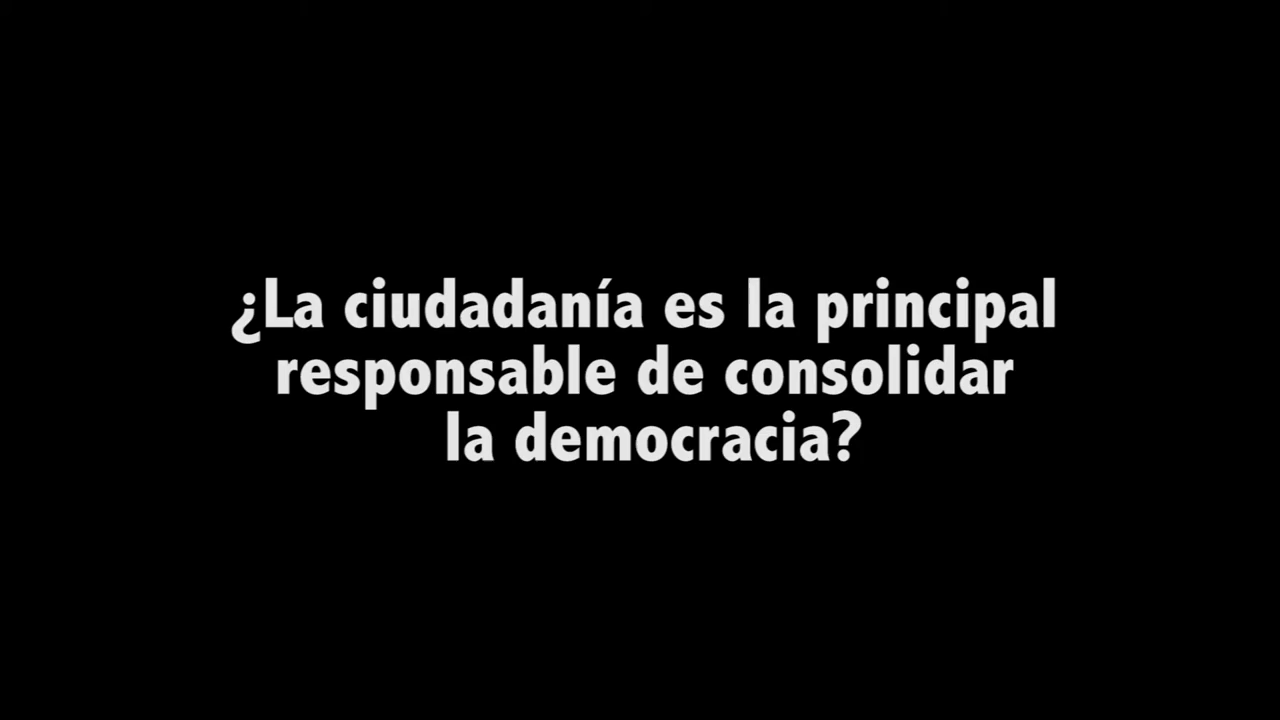 ¿La ciudadanía es la principal
responsable de consolidar
la democracia?